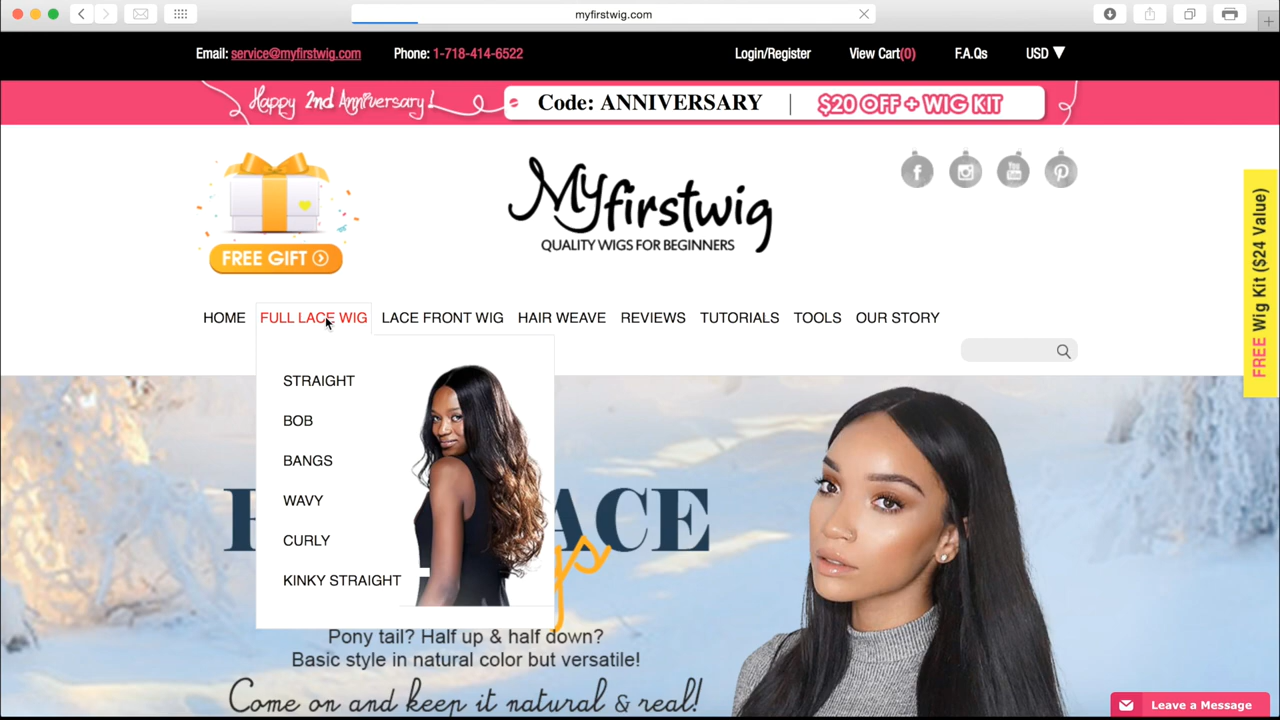 myfirstwig.com
Email: service@myfirstwig.com Phone: 1-718-414-6522 Login/Register View Cart(0) F.A.Qs USD
Happy 2nd Anniversary! Code: ANNIVERSARY | $20 OFF + WIG KIT
FREE GIFT
Myfirstwig
QUALITY WIGS FOR BEGINNERS
You Tube
FREE Wig Kit ($24 Value)
HOME FULL LACE WIG LACE FRONT WIG HAIR WEAVE REVIEWS TUTORIALS TOOLS OUR STORY
STRAIGHT
BOB
BANGS
WAVY
CURLY
KINKY STRAIGHT
Pony tail? Half up & half down?
Basic style in natural color but versatile!
Come on and keep it natural & real!
Leave a Message